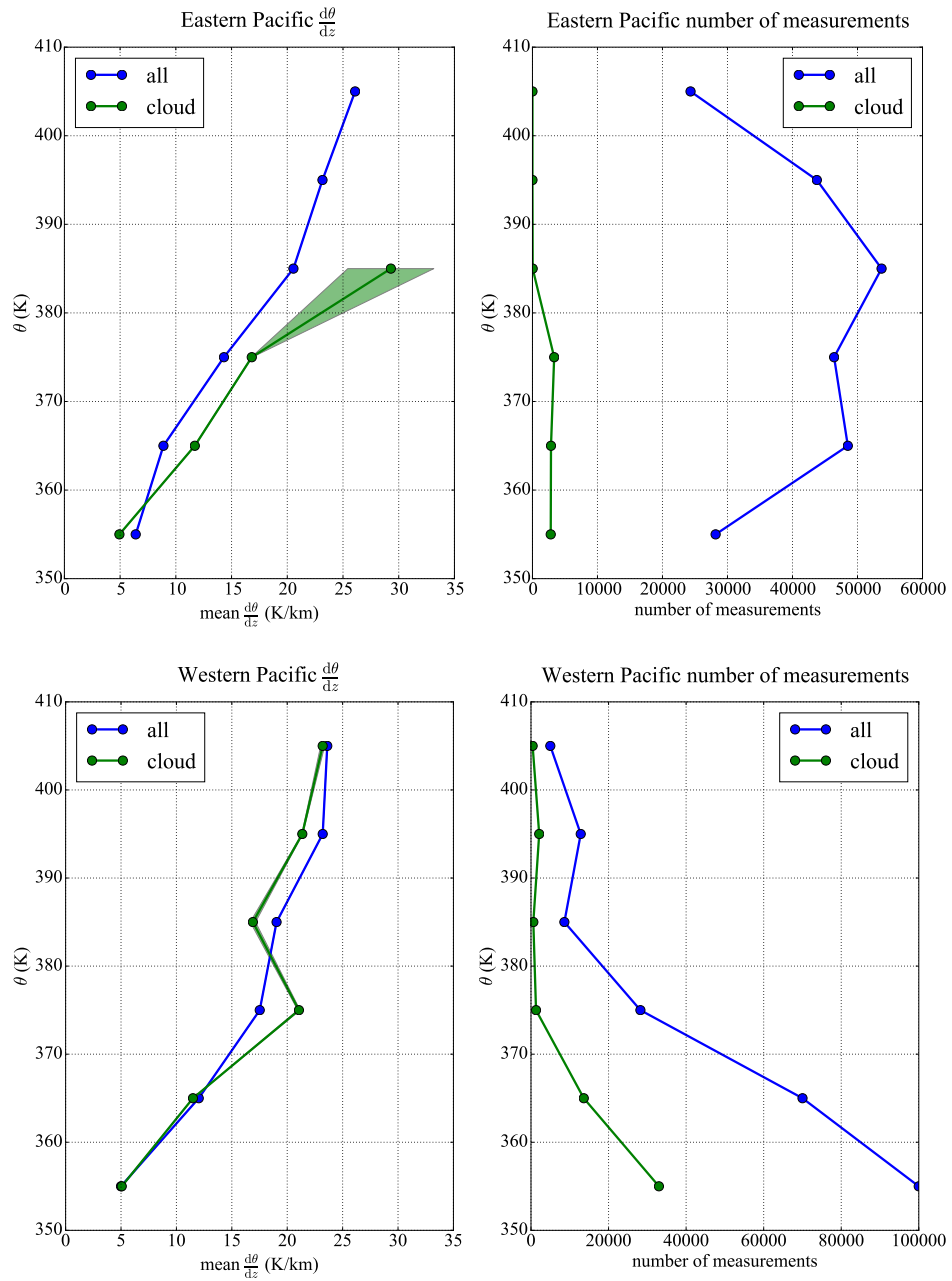 Eastern Pacific dθ/dz
410
400
390
380
370
360
350
θ (K)
all
cloud
0 5 10 15 20 25 30 35
mean dθ/dz (K/km)
Eastern Pacific number of measurements
410
400
390
380
370
360
350
θ (K)
all
cloud
0 10000 20000 30000 40000 50000 60000
number of measurements
Western Pacific dθ/dz
410
400
390
380
370
360
350
θ (K)
all
cloud
0 5 10 15 20 25 30 35
mean dθ/dz (K/km)
Western Pacific number of measurements
410
400
390
380
370
360
350
θ (K)
all
cloud
0 20000 40000 60000 80000 100000
number of measurements